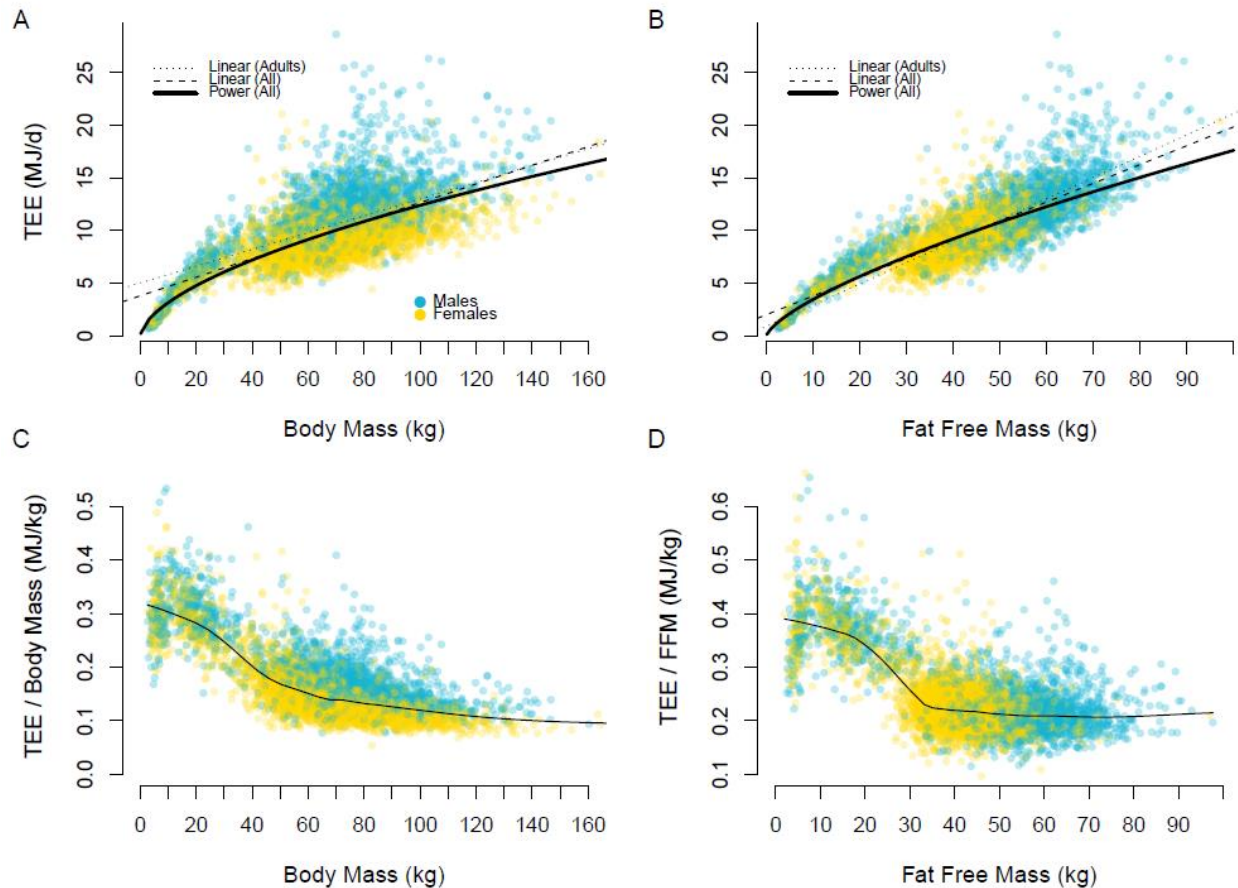 A
TEE (MJ/d)
0 5 10 15 20 25
Linear (Adults)
Linear (All)
Power (All)
Males
Females
0 20 40 60 80 100 120 140 160
Body Mass (kg)
B
0 5 10 15 20 25
Linear (Adults)
Linear (All)
Power (All)
0 10 20 30 40 50 60 70 80 90
Fat Free Mass (kg)
C
TEE / Body Mass (MJ/kg)
0.0 0.1 0.2 0.3 0.4 0.5
0 20 40 60 80 100 120 140 160
Body Mass (kg)
D
TEE / FFM (MJ/kg)
0.1 0.2 0.3 0.4 0.5 0.6
0 10 20 30 40 50 60 70 80 90
Fat Free Mass (kg)